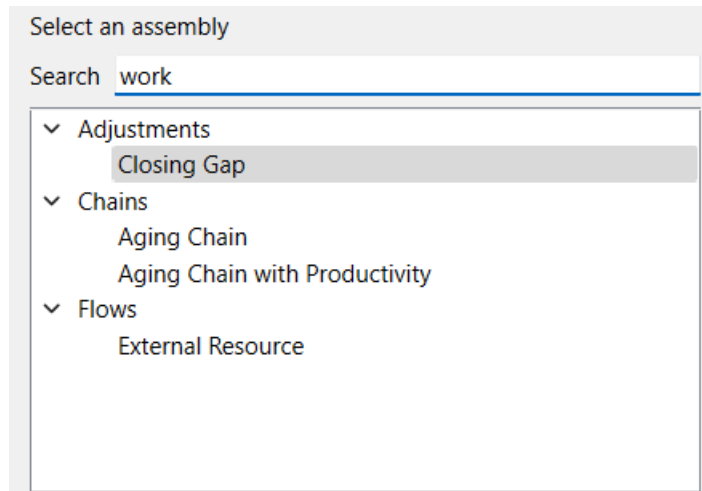 Select an assembly
Search work
Adjustments
Closing Gap
Chains
Aging Chain
Aging Chain with Productivity
Flows
External Resource